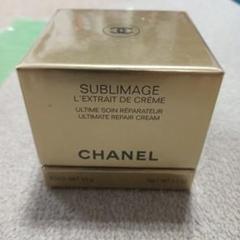 SUBLIMAGE
L'EXTRAIT DE CRÈME
ULTIME SOIN RÉPARATEUR
ULTIMATE REPAIR CREAM
CHANEL